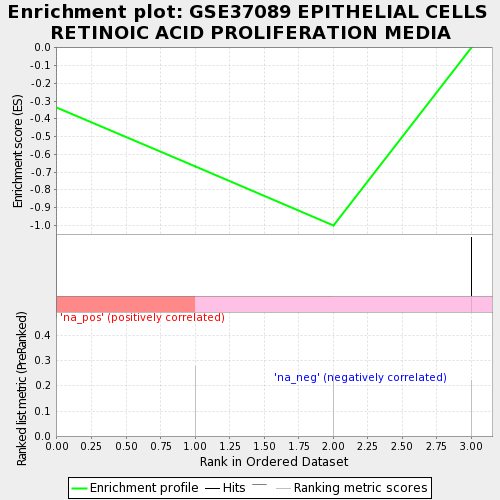 Enrichment plot: GSE37089 EPITHELIAL CELLS
RETINOIC ACID PROLIFERATION MEDIA
Enrichment score (ES)
0.0
-0.1
-0.2
-0.3
-0.4
-0.5
-0.6
-0.7
-0.8
-0.9
-1.0
'na_pos' (positively correlated)
'na_neg' (negatively correlated)
Ranked list metric (PreRanked)
0.4
0.3
0.2
0.1
0.0
0.00 0.25 0.50 0.75 1.00 1.25 1.50 1.75 2.00 2.25 2.50 2.75 3.00
Rank in Ordered Dataset
Enrichment profile Hits Ranking metric scores